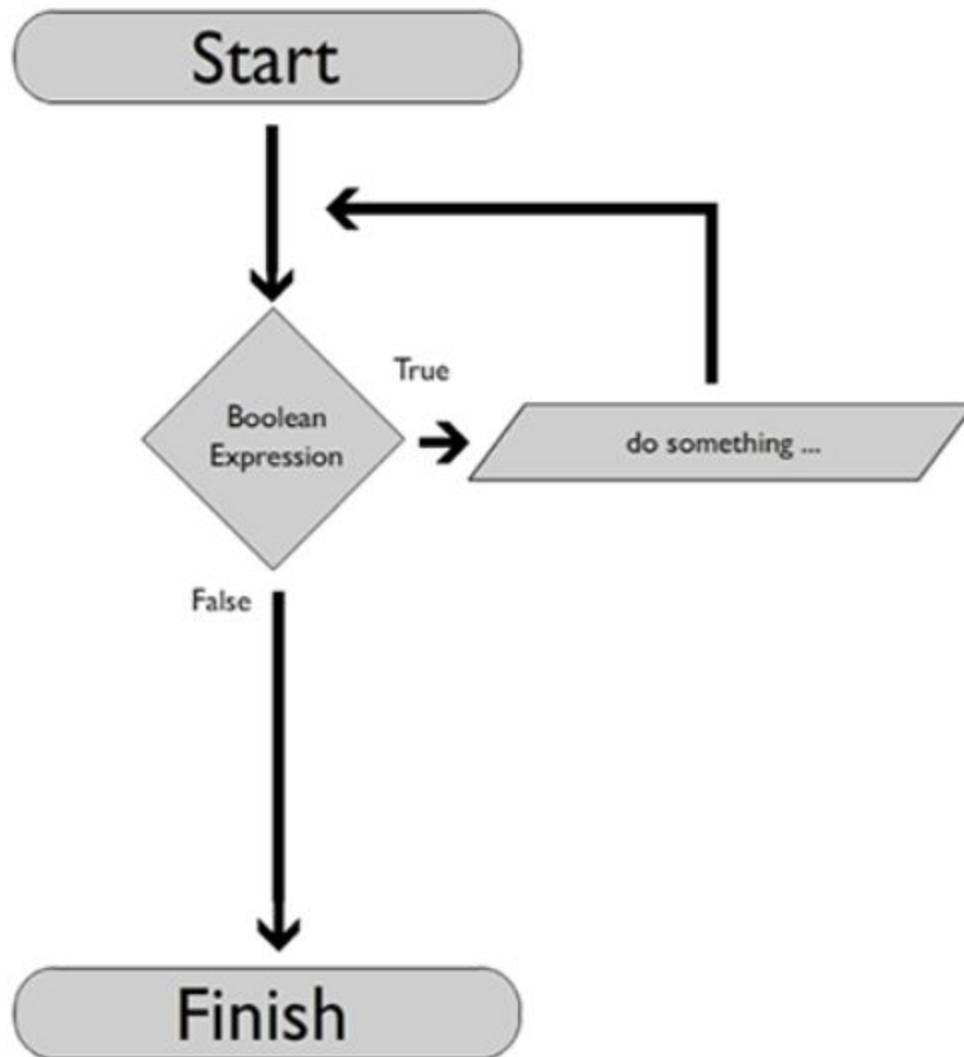 Start
True
Boolean
Expression
do something ...
False
Finish